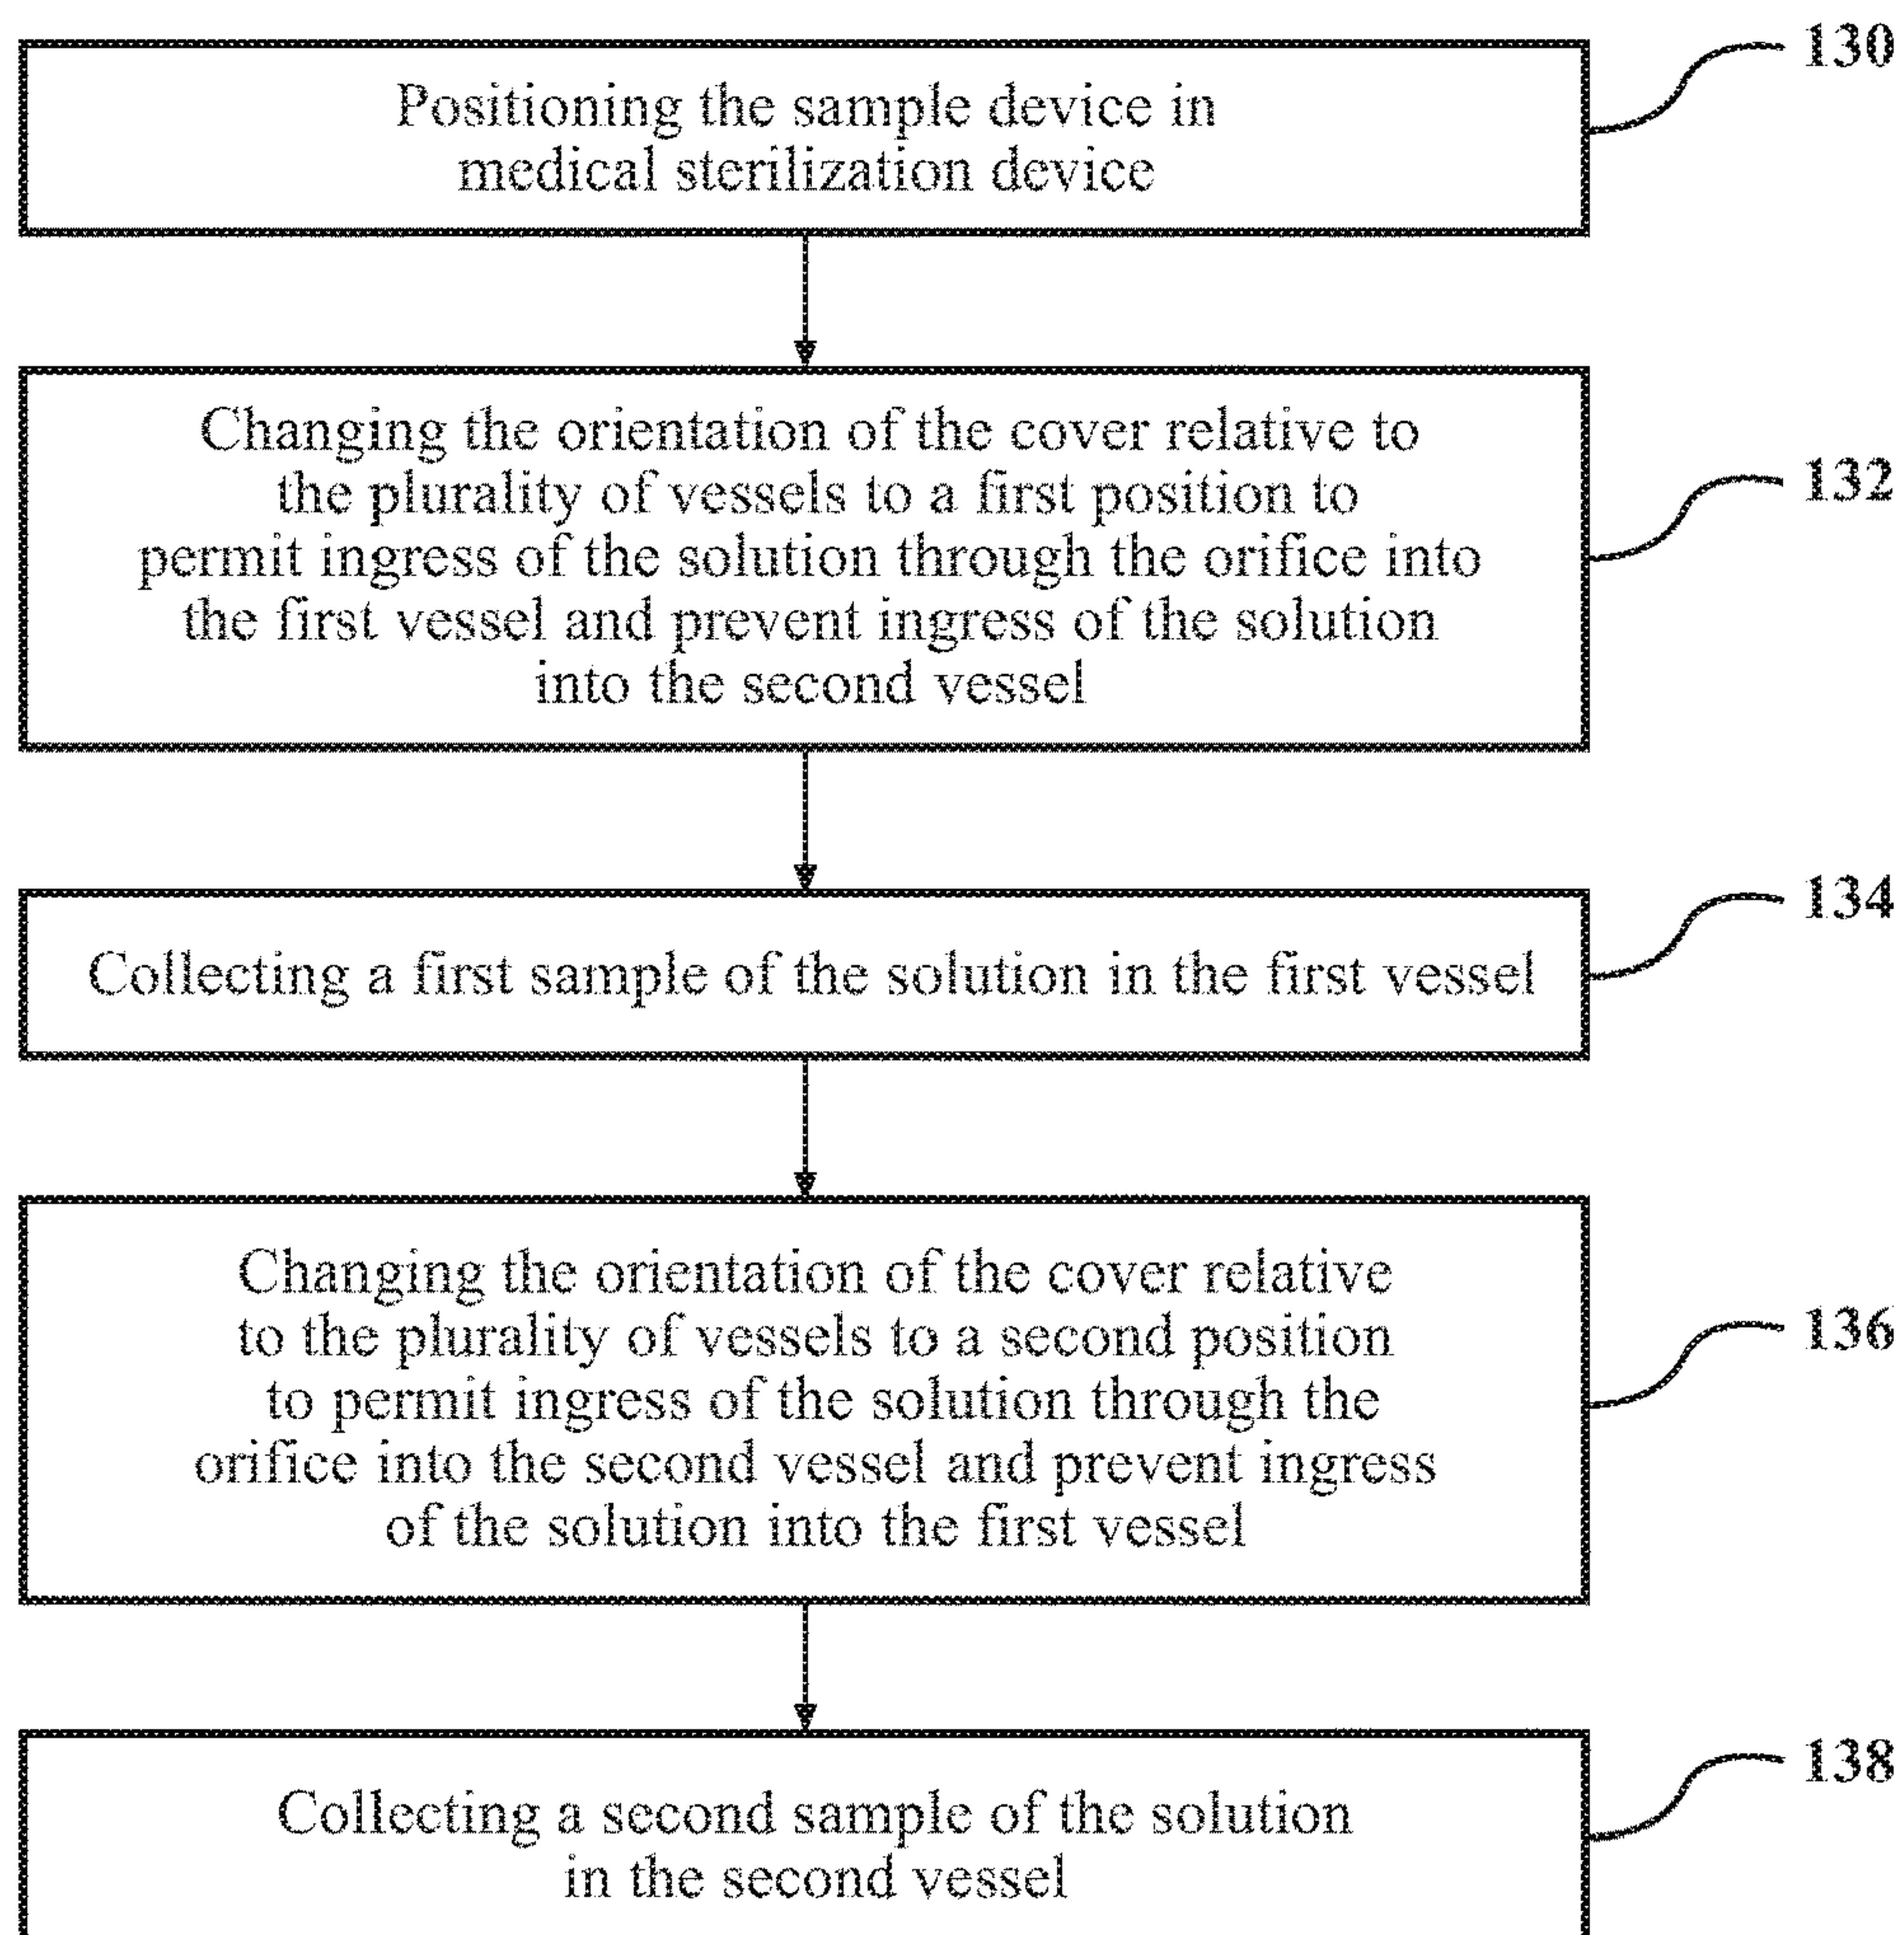 130
Positioning the sample device in
medical sterilization device
Changing the orientation of the cover relative to
the plurality of vessels to a first position to
permit ingress of the solution through the orifice into
the first vessel and prevent ingress of the solution
into the second vessel
132
134
Collecting a first sample of the solution in the first vessel
Changing the orientation of the cover relative
to the plurality of vessels to a second position
to permit ingress of the solution through the
orifice into the second vessel and prevent ingress
of the solution into the first vessel
136
138
Collecting a second sample of the solution
in the second vessel